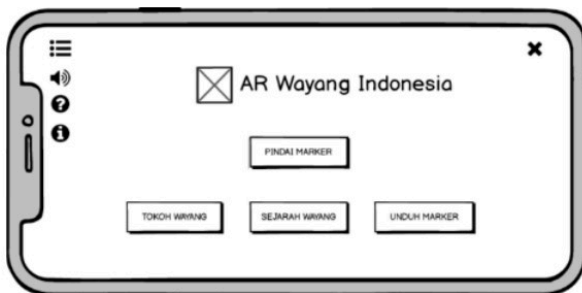 AR Wayang Indonesia
PINDAI MARKER
TOKOH WAYANG
SEJARAH WAYANG
UNDUH MARKER